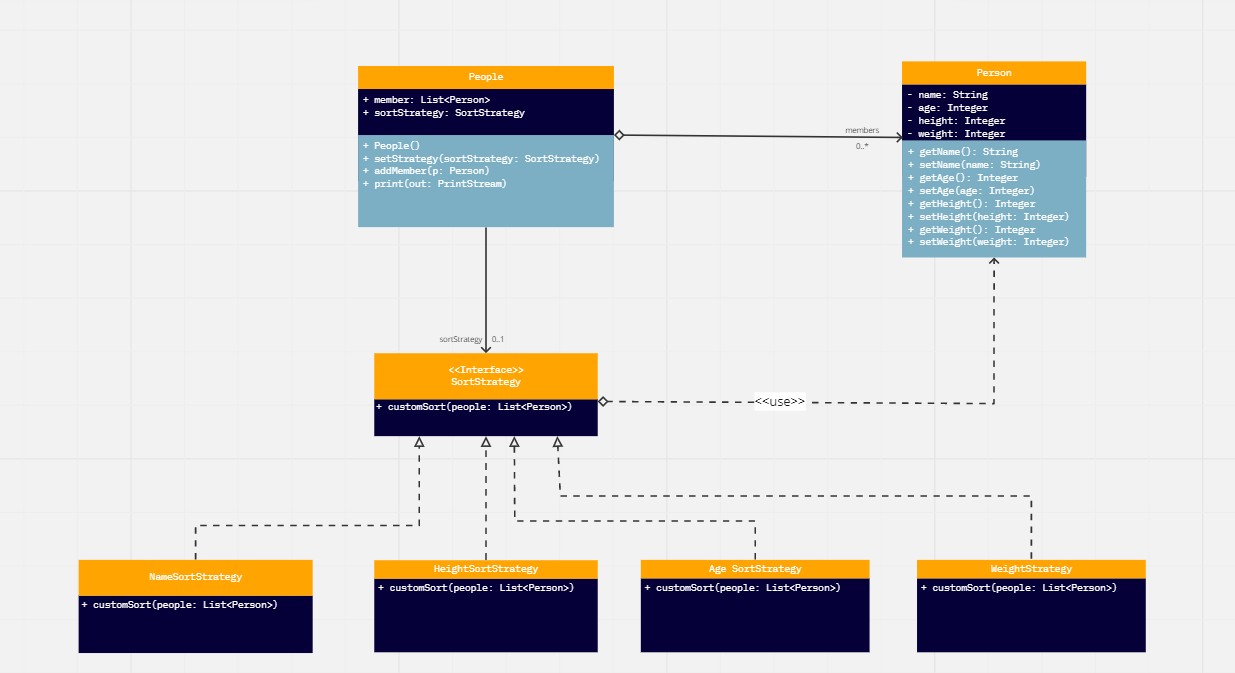 People
+ member: List<Person>
+ sortStrategy: SortStrategy
+ People()
+ setStrategy(sortStrategy: SortStrategy)
+ addMember(p: Person)
+ print(out: PrintStream)
members
0..*
Person
- name: String
- age: Integer
- height: Integer
- weight: Integer
+ getName(): String
+ setName(name: String)
+ getAge(): Integer
+ setAge(age: Integer)
+ getHeight(): Integer
+ setHeight(height: Integer)
+ getWeight(): Integer
+ setWeight(weight: Integer)
sortStrategy 0..1
<<Interface>>
SortStrategy
+ customSort(people: List<Person>)
<<use>>
NameSortStrategy
+ customSort(people: List<Person>)
HeightSortStrategy
+ customSort(people: List<Person>)
Age SortStrategy
+ customSort(people: List<Person>)
WeightStrategy
+ customSort(people: List<Person>)